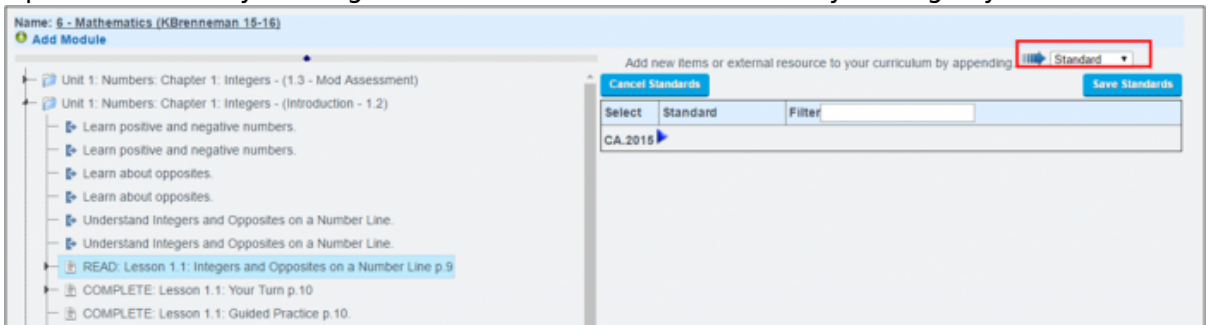 Name: 6 - Mathematics (KBrenneman 15-16)
Add Module
Add new items or external resource to your curriculum by appending Standard
Unit 1: Numbers: Chapter 1: Integers - (1.3 - Mod Assessment)
Unit 1: Numbers: Chapter 1: Integers - (Introduction - 1.2)
Learn positive and negative numbers.
Learn positive and negative numbers.
Learn about opposites.
Learn about opposites.
Understand Integers and Opposites on a Number Line.
Understand Integers and Opposites on a Number Line.
READ: Lesson 1.1: Integers and Opposites on a Number Line p.9
COMPLETE: Lesson 1.1: Your Turn p.10
COMPLETE: Lesson 1.1: Guided Practice p.10.
Cancel Standards Save Standards
Select Standard Filter
CA.2015